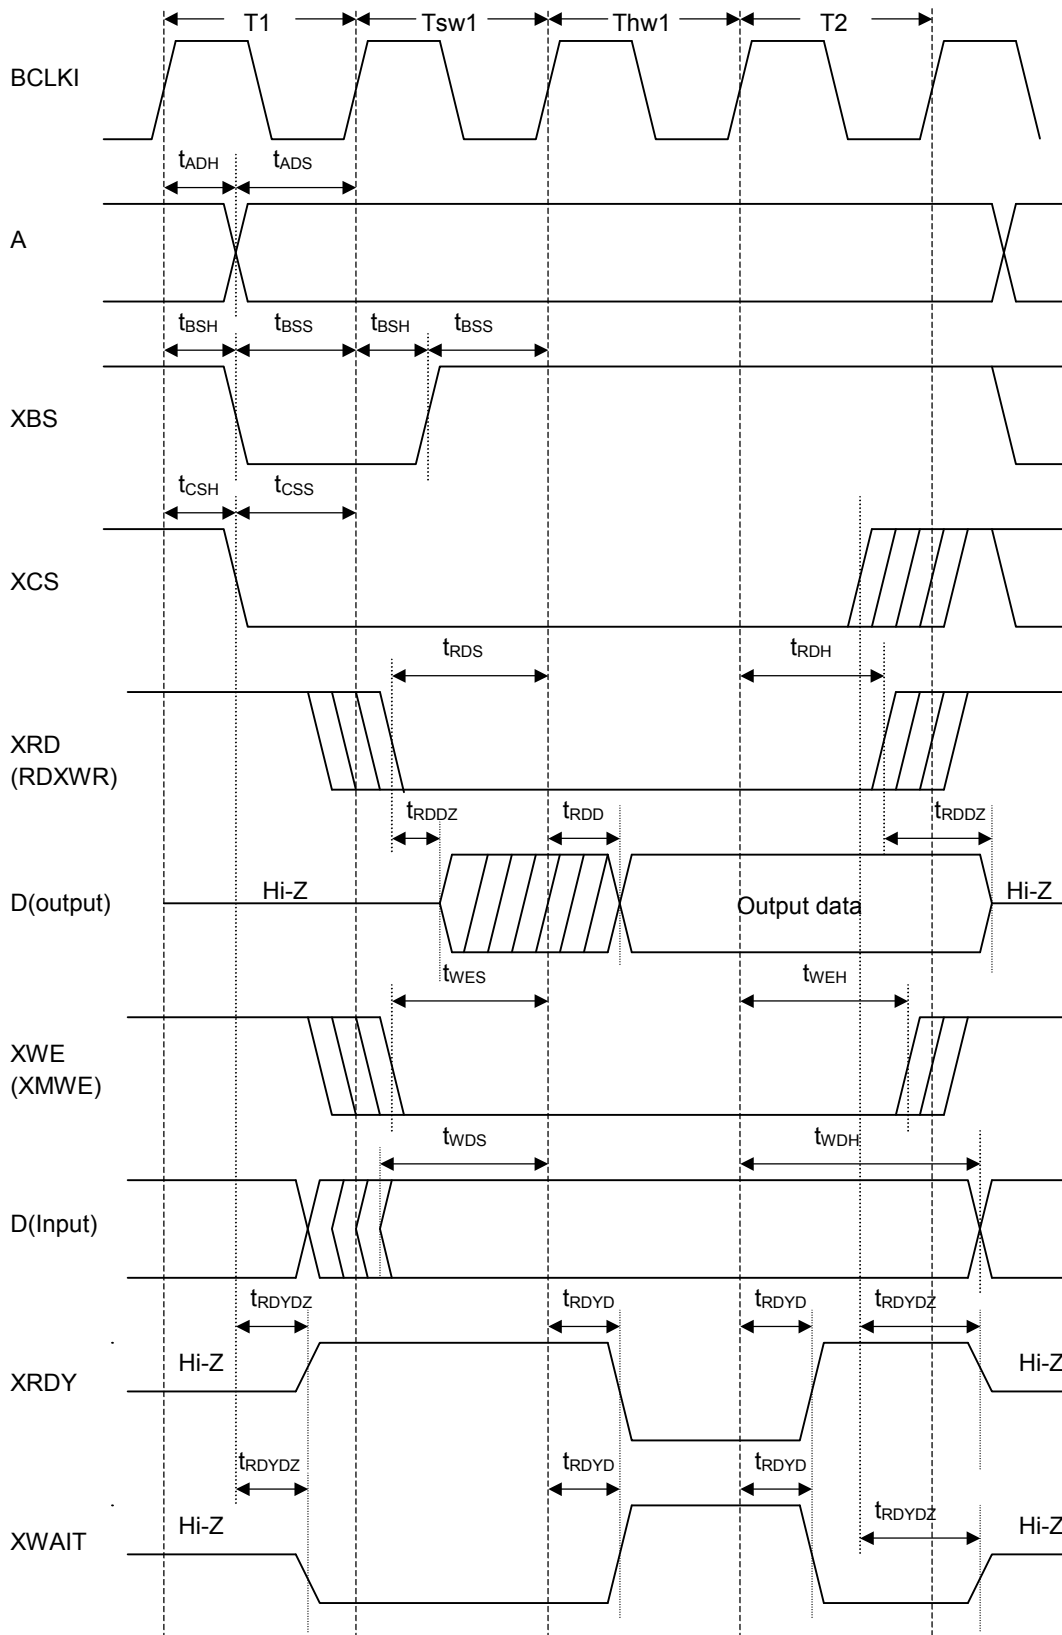 T1 Tsw1 Thw1 T2
BCLKI
tADH tADS
A
tBSH tBSS tBSH tBSS
XBS
tCSH tCSS
XCS
tRDS tRDH
XRD
(RDXWR)
tRDDZ tRDD tRDDZ
D(output) Hi-Z Output data Hi-Z
tWES tWEH
XWE
(XMWE)
tWDS tWDH
D(Input)
tRDYDZ tRDYD tRDYD tRDYDZ
XRDY Hi-Z Hi-Z
tRDYDZ tRDYD tRDYD
tRDYDZ
XWAIT Hi-Z Hi-Z